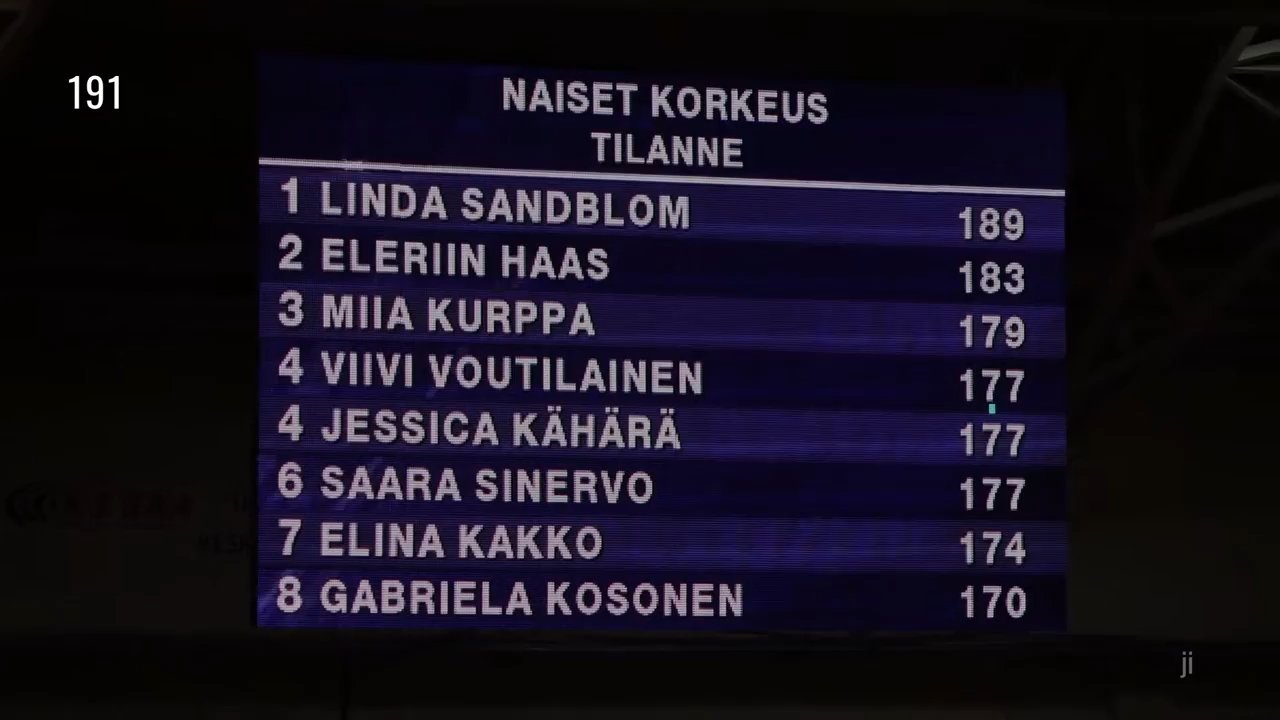 191
NAISET KORKEUS
TILANNE
1 LINDA SANDBLOM 189
2 ELERIIN HAAS 183
3 MIIA KURPPA 179
4 VIIVI VOUTILAINEN 177
4 JESSICA KÄHÄRÄ 177
6 SAARA SINERVO 177
7 ELINA KAKKO 174
8 GABRIELA KOSONEN 170
ji